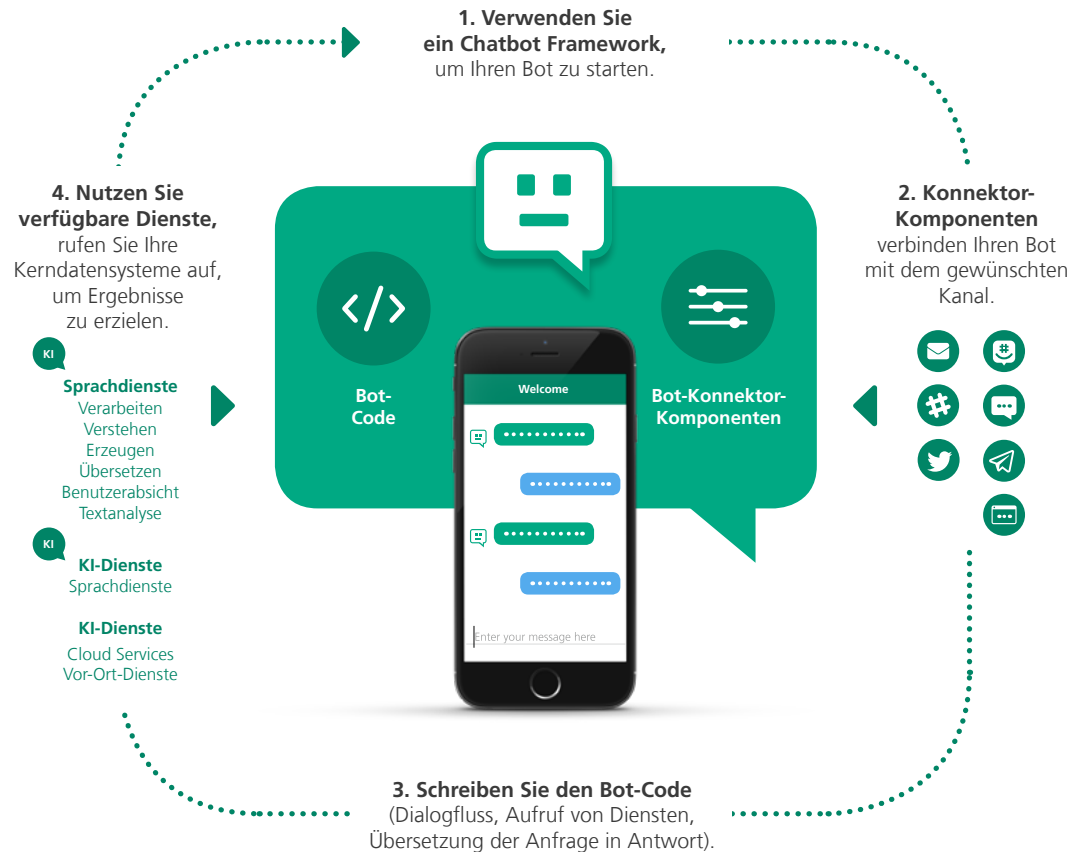 1. Verwenden Sie
ein Chatbot Framework,
um Ihren Bot zu starten.
2. Konnektor-
Komponenten
verbinden Ihren Bot
mit dem gewünschten
Kanal.
3. Schreiben Sie den Bot-Code
(Dialogfluss, Aufruf von Diensten,
Übersetzung der Anfrage in Antwort).
4. Nutzen Sie
verfügbare Dienste,
rufen Sie Ihre
Kerndatensysteme auf,
um Ergebnisse
zu erzielen.
KI
Sprachdienste
Verarbeiten
Verstehen
Erzeugen
Übersetzen
Benutzerabsicht
Textanalyse
KI
KI-Dienste
Sprachdienste
KI-Dienste
Cloud Services
Vor-Ort-Dienste
</>
Bot-
Code
Bot-Konnektor-
Komponenten
Welcome
Enter your message here